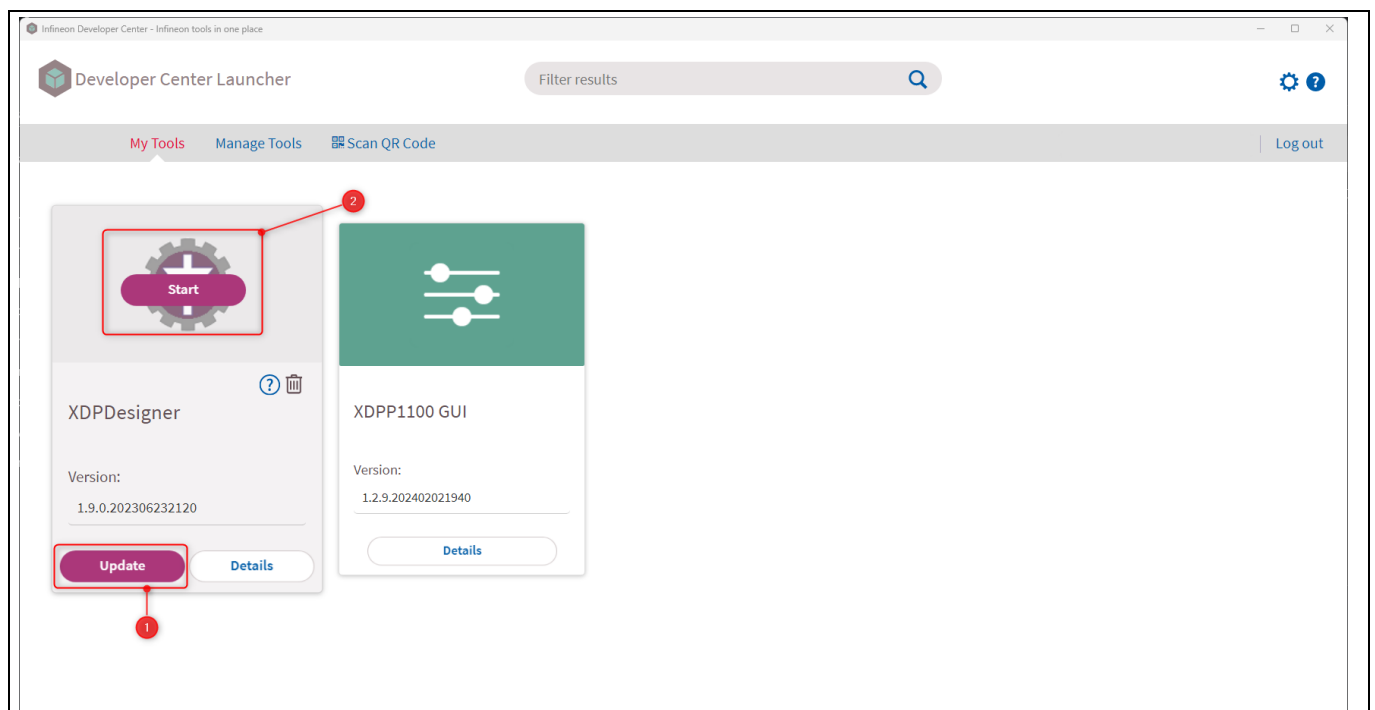 Infineon Developer Center - Infineon tools in one place
Developer Center Launcher
Filter results
?
My Tools
Manage Tools
Scan QR Code
Log out
2
Start
?
XDPDesigner
Version:
1.9.0.202306232120
Update
Details
1
XDPP1100 GUI
Version:
1.2.9.202402021940
Details